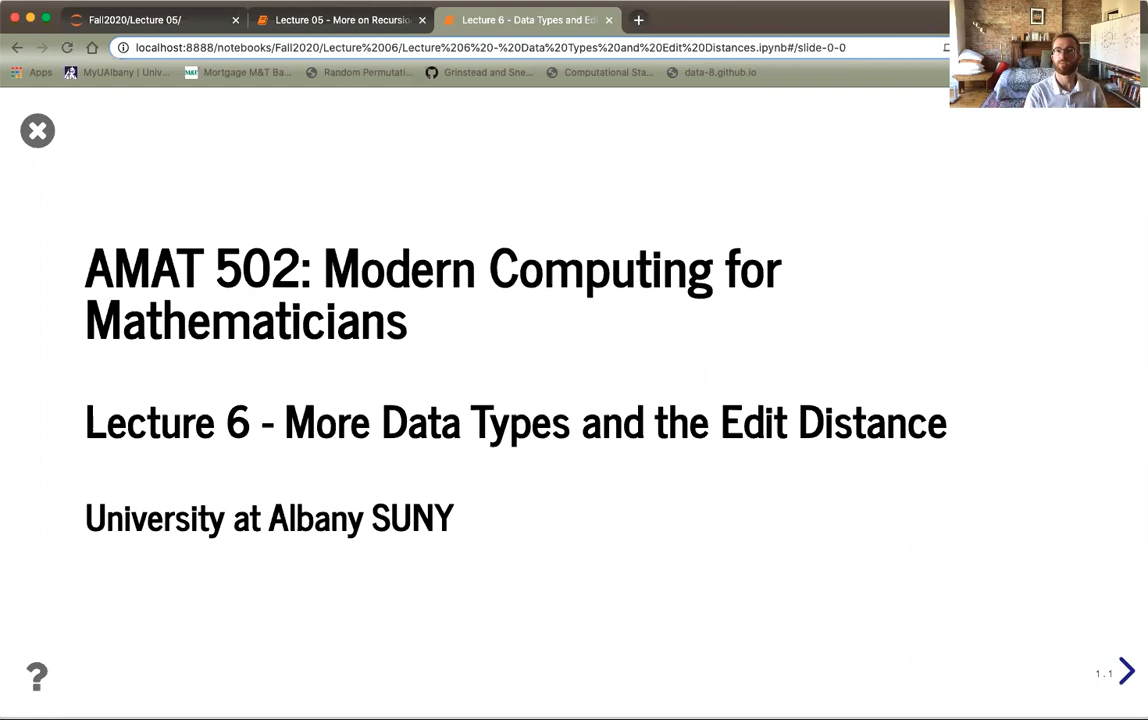 Fall2020/Lecture 05/
Lecture 05 - More on Recursio
Lecture 6 - Data Types and Edi
localhost:8888/notebooks/Fall2020/Lecture%2006/Lecture%206%20-%20Data%20Types%20and%20Edit%20Distances.ipynb#/slide-0-0
Apps
MyUAlbany | Univ...
Mortgage M&T Ba...
Random Permutati...
Grinstead and Sne...
Computational Sta...
data-8.github.io
AMAT 502: Modern Computing for
Mathematicians
Lecture 6 - More Data Types and the Edit Distance
University at Albany SUNY
?
1.1